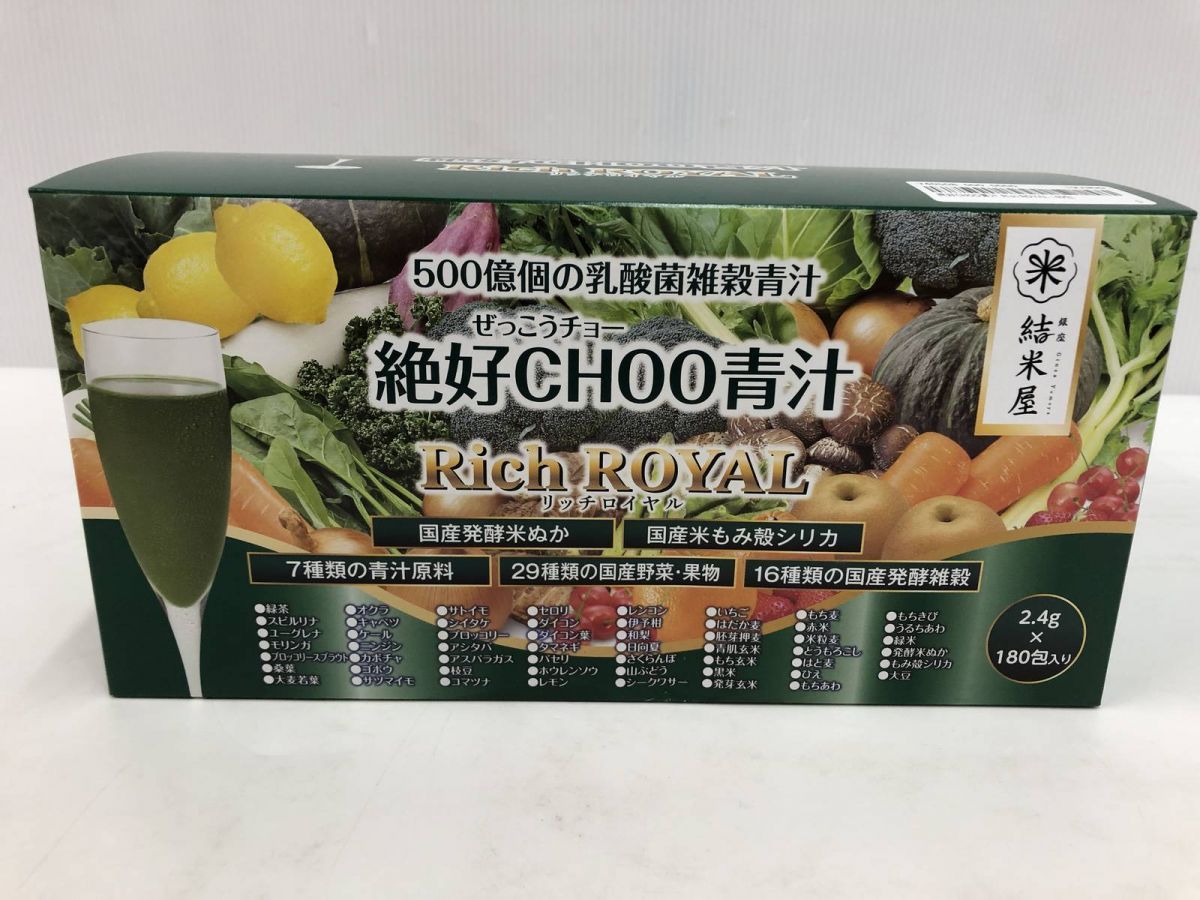 500億個の乳酸菌雑穀青汁
ぜっこうチョー
絶好CHOO青汁
Rich ROYAL
リッチロイヤル
国産発酵米ぬか
国産米もみ殻シリカ
7種類の青汁原料
29種類の国産野菜・果物
16種類の国産発酵雑穀
米
銀座
結米屋
●緑茶
●スピルリナ
●ユーグレナ
●モリンガ
●ブロッコリースプラウト
●桑葉
●大麦若葉
●オクラ
●キャベツ
●ケール
●ニンジン
●カボチャ
●ゴボウ
●サツマイモ
●サトイモ
●シイタケ
●ブロッコリー
●アシタバ
●アスパラガス
●枝豆
●コマツナ
●セロリ
●ダイコン
●ダイコン葉
●タマネギ
●パセリ
●ホウレンソウ
●レモン
●レンコン
●伊予柑
●和梨
●日向夏
●さくらんぼ
●山ぶどう
●シークワサー
●いちご
●はだか麦
●胚芽押麦
●青肌玄米
●もち玄米
●黒米
●発芽玄米
●もち麦
●赤米
●米粒麦
●とうもろこし
●はと麦
●ひえ
●もちあわ
●もちきび
●うるちあわ
●緑米
●発酵米ぬか
●もみ殻シリカ
●大豆
2.4g
×
180包入り